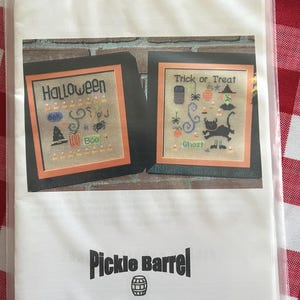 Halloween
Boo
Trick or Treat
Ghost
Pickle Barrel